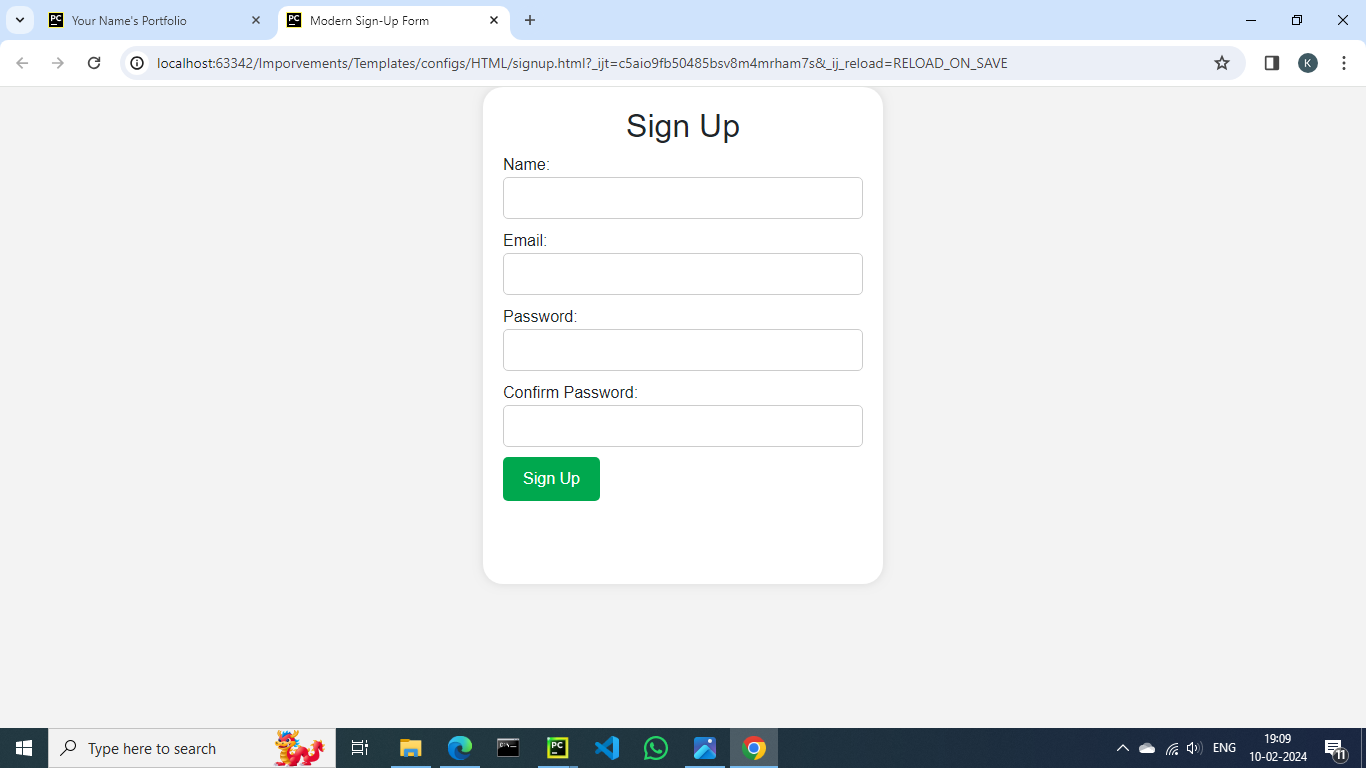 Your Name's Portfolio
Modern Sign-Up Form
localhost:63342/Imporvements/Templates/configs/HTML/signup.html?_ijt=c5aio9fb50485bsv8m4mrham7s&_ij_reload=RELOAD_ON_SAVE
K
Sign Up
Name:
Email:
Password:
Confirm Password:
Sign Up
Type here to search
ENG
19:09
10-02-2024
11